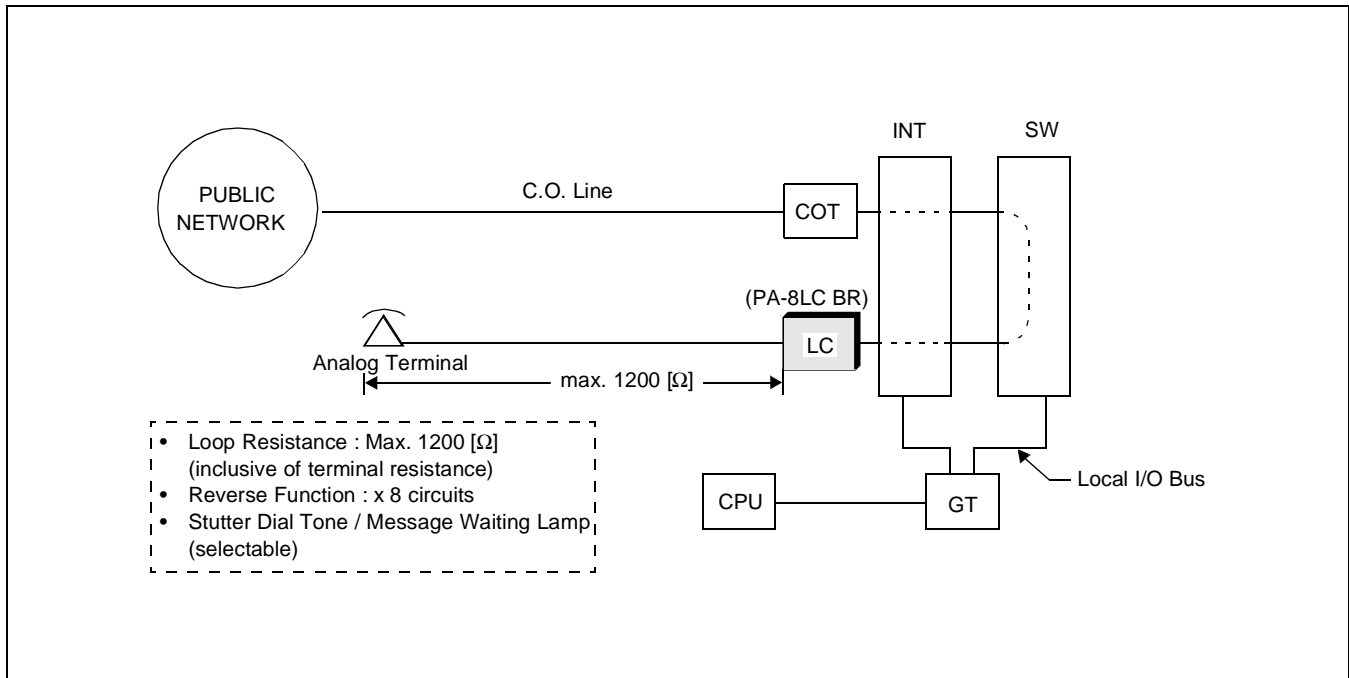 INT
SW
PUBLIC
NETWORK
C.O. Line
COT
(PA-8LC BR)
LC
Analog Terminal
max. 1200 [Ω]
• Loop Resistance : Max. 1200 [Ω]
(inclusive of terminal resistance)
• Reverse Function : x 8 circuits
• Stutter Dial Tone / Message Waiting Lamp
(selectable)
Local I/O Bus
CPU
GT